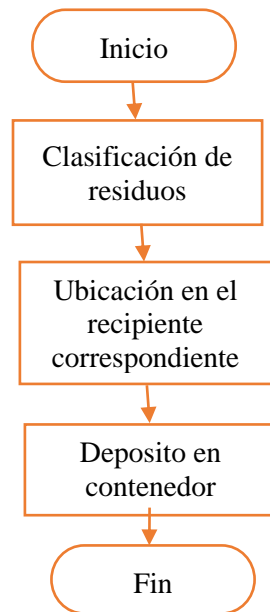 Inicio
Clasificación de
residuos
Ubicación en el
recipiente
correspondiente
Deposito en
contenedor
Fin